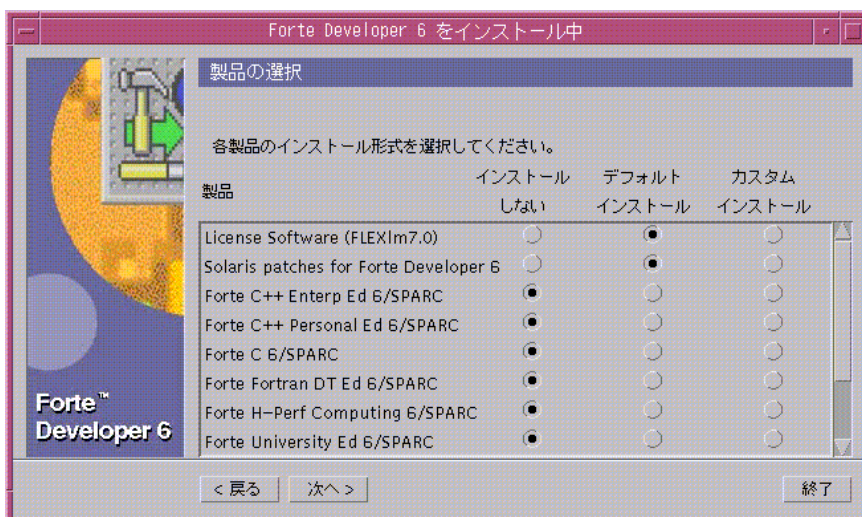 Forte Developer 6 をインストール中
製品の選択
各製品のインストール形式を選択してください。
製品
インストール
しない
デフォルト
インストール
カスタム
インストール
License Software (FLEXlm7.0)
Solaris patches for Forte Developer 6
Forte C++ Enterp Ed 6/SPARC
Forte C++ Personal Ed 6/SPARC
Forte C 6/SPARC
Forte Fortran DT Ed 6/SPARC
Forte H-Perf Computing 6/SPARC
Forte University Ed 6/SPARC
Forte™
Developer 6
< 戻る
次へ >
終了